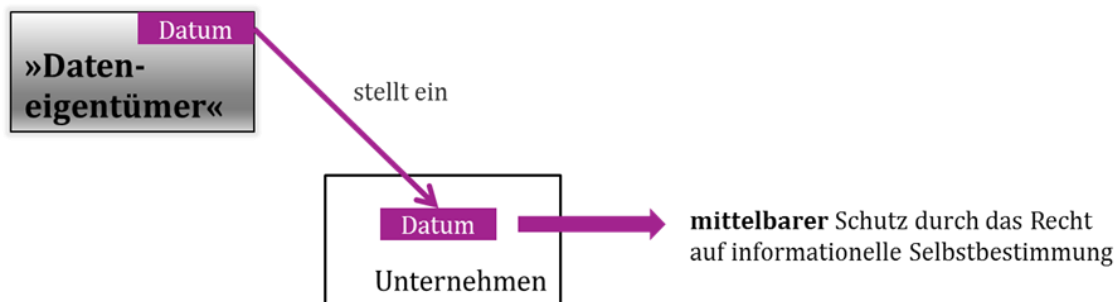 Datum
»Daten-
eigentümer«
stellt ein
Datum
mittelbarer Schutz durch das Recht
auf informationelle Selbstbestimmung
Unternehmen